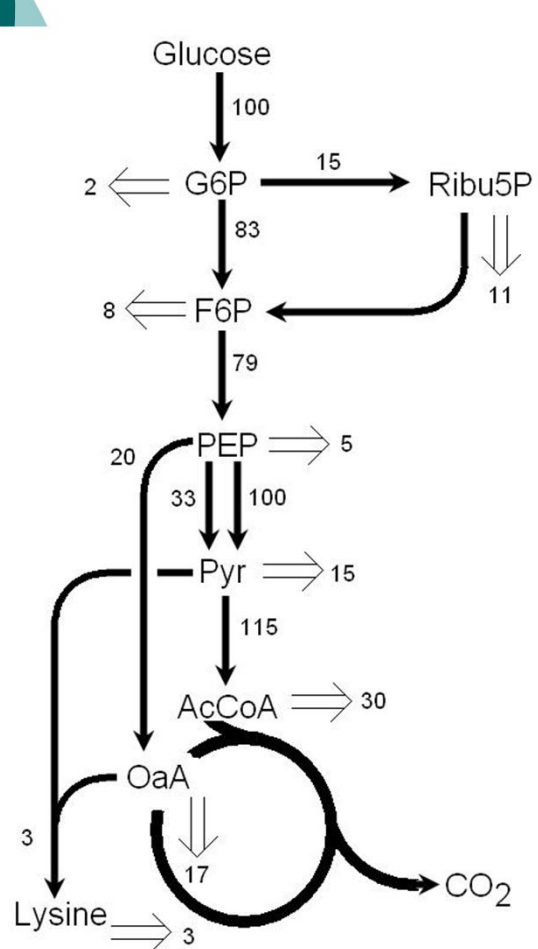 Glucose
100
15
2 G6P Ribu5P
83
11
8 F6P
79
PEP 5
20
33 100
Pyr 15
115
AcCoA 30
OaA
3
17
CO2
Lysine
3